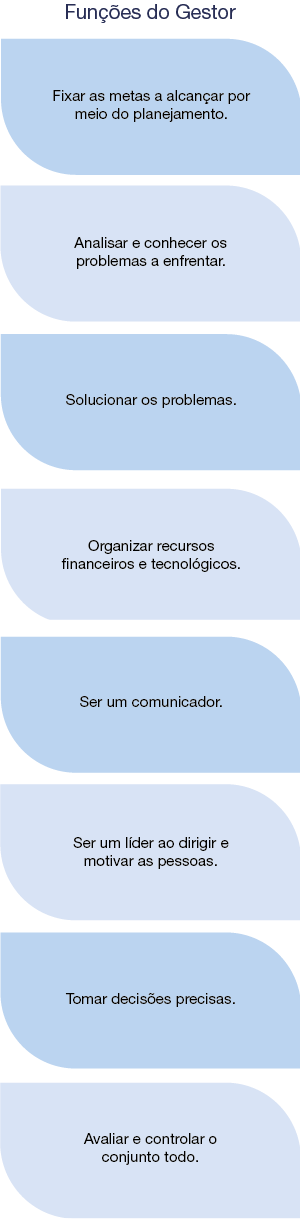 Funções do Gestor
Fixar as metas a alcançar por
meio do planejamento.
Analisar e conhecer os
problemas a enfrentar.
Solucionar os problemas.
Organizar recursos
financeiros e tecnológicos.
Ser um comunicador.
Ser um líder ao dirigir e
motivar as pessoas.
Tomar decisões precisas.
Avaliar e controlar o
conjunto todo.